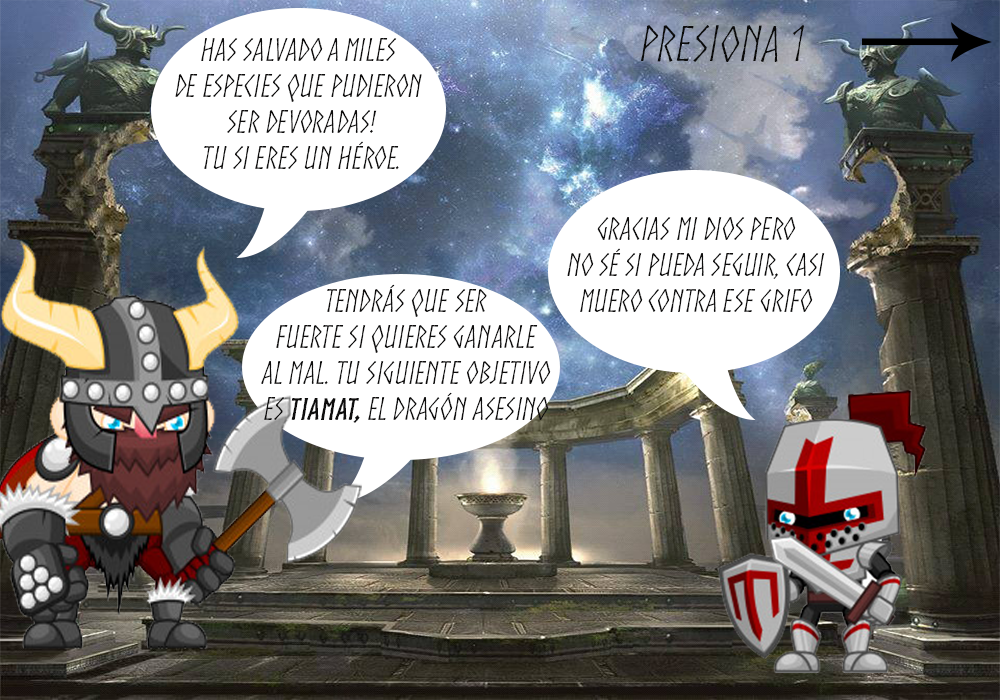 PRESIONA 1
HAS SALVADO A MILES
DE ESPECIES QUE PUDIERON
SER DEVORADAS!
TU SI ERES UN HÉROE.
GRACIAS MI DIOS PERO
NO SÉ SI PUEDA SEGUIR, CASI
MUERO CONTRA ESE GRIFO
TENDRÁS QUE SER
FUERTE SI QUIERES GANARLE
AL MAL. TU SIGUIENTE OBJETIVO
ES TIAMAT, EL DRAGÓN ASESINO